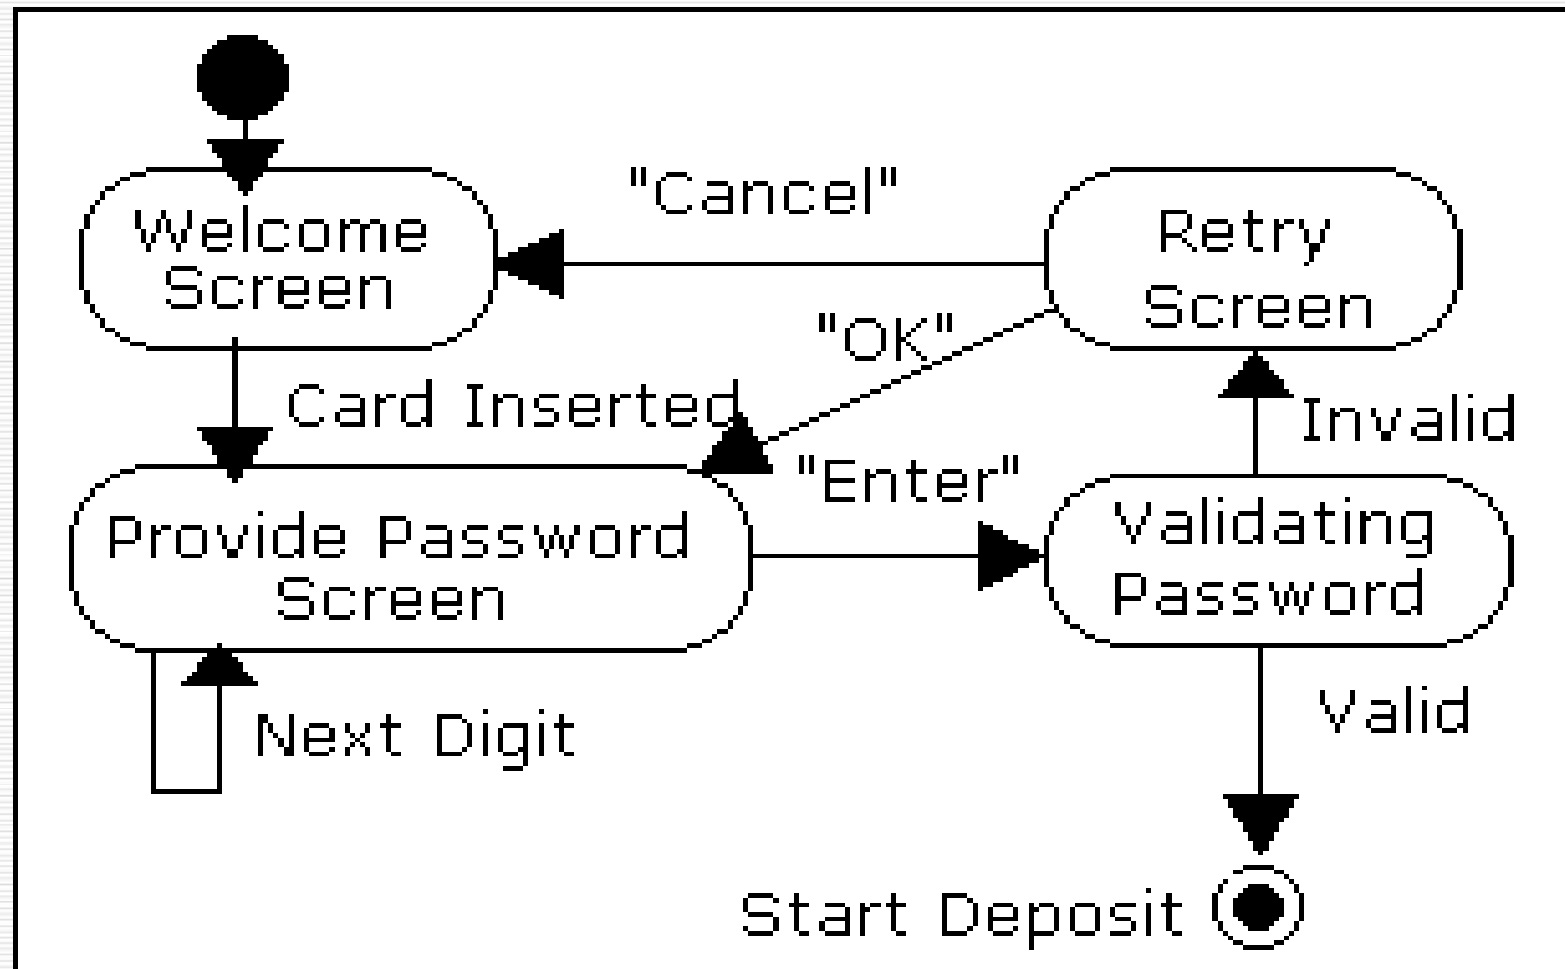 "Cancel"
Welcome
Screen
Retry
Screen
"OK"
Card Inserted
Invalid
"Enter"
Provide Password
Screen
Validating
Password
Next Digit
Valid
Start Deposit